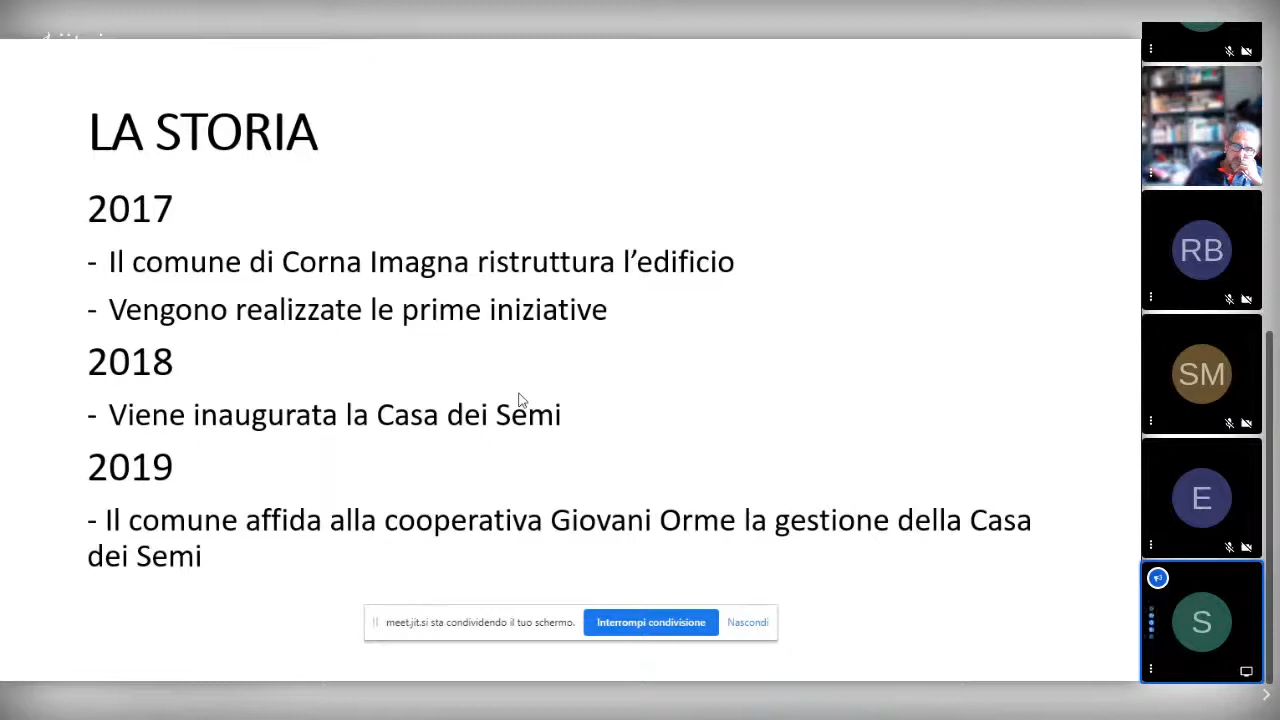 LA STORIA
2017
- Il comune di Corna Imagna ristruttura l’edificio
- Vengono realizzate le prime iniziative
2018
- Viene inaugurata la Casa dei Semi
2019
- Il comune affida alla cooperativa Giovani Orme la gestione della Casa
dei Semi
meet.jit.si sta condividendo il tuo schermo.
Interrompi condivisione
Nascondi
RB
SM
E
S